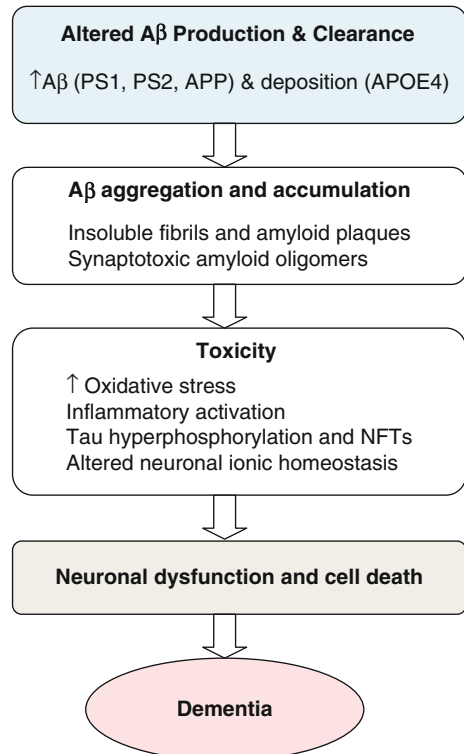 Altered Aβ Production & Clearance
↑Aβ (PS1, PS2, APP) & deposition (APOE4)
Aβ aggregation and accumulation
Insoluble fibrils and amyloid plaques
Synaptotoxic amyloid oligomers
Toxicity
↑ Oxidative stress
Inflammatory activation
Tau hyperphosphorylation and NFTs
Altered neuronal ionic homeostasis
Neuronal dysfunction and cell death
Dementia